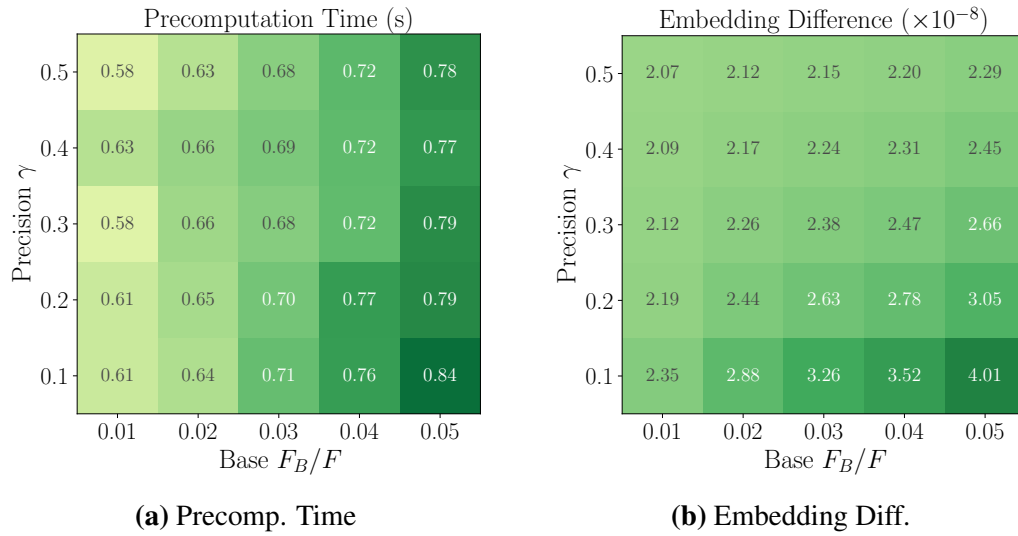 Precomputation Time (s)
Precision γ
0.5 0.58 0.63 0.68 0.72 0.78
0.4 0.63 0.66 0.69 0.72 0.77
0.3 0.58 0.66 0.68 0.72 0.79
0.2 0.61 0.65 0.70 0.77 0.79
0.1 0.61 0.64 0.71 0.76 0.84
0.01 0.02 0.03 0.04 0.05
Base F_B/F
(a) Precomp. Time
Embedding Difference (×10⁻⁸)
Precision γ
0.5 2.07 2.12 2.15 2.20 2.29
0.4 2.09 2.17 2.24 2.31 2.45
0.3 2.12 2.26 2.38 2.47 2.66
0.2 2.19 2.44 2.63 2.78 3.05
0.1 2.35 2.88 3.26 3.52 4.01
0.01 0.02 0.03 0.04 0.05
Base F_B/F
(b) Embedding Diff.